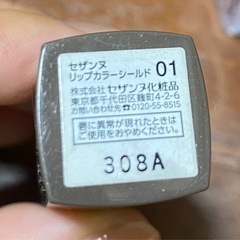 セザンヌ
リップカラーシールド 01
株式会社セザンヌ化粧品
東京都千代田区麹町4-2-6
お問い合わせ先 ☎0120-55-8515
唇に異常が現れたときは
ご使用をおやめください。
308A